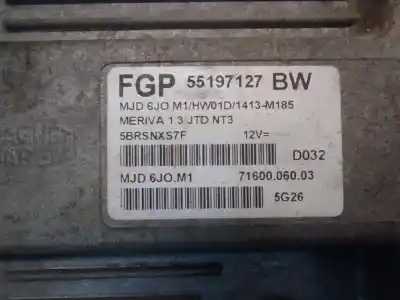 FGP 55197127 BW
MJD 6JO M1/HW01D/1413-M185
MERIVA 1.3 JTD NT3
5BRSNXS7F 12V=
D032
MJD 6JO.M1 71600.060.03
5G26